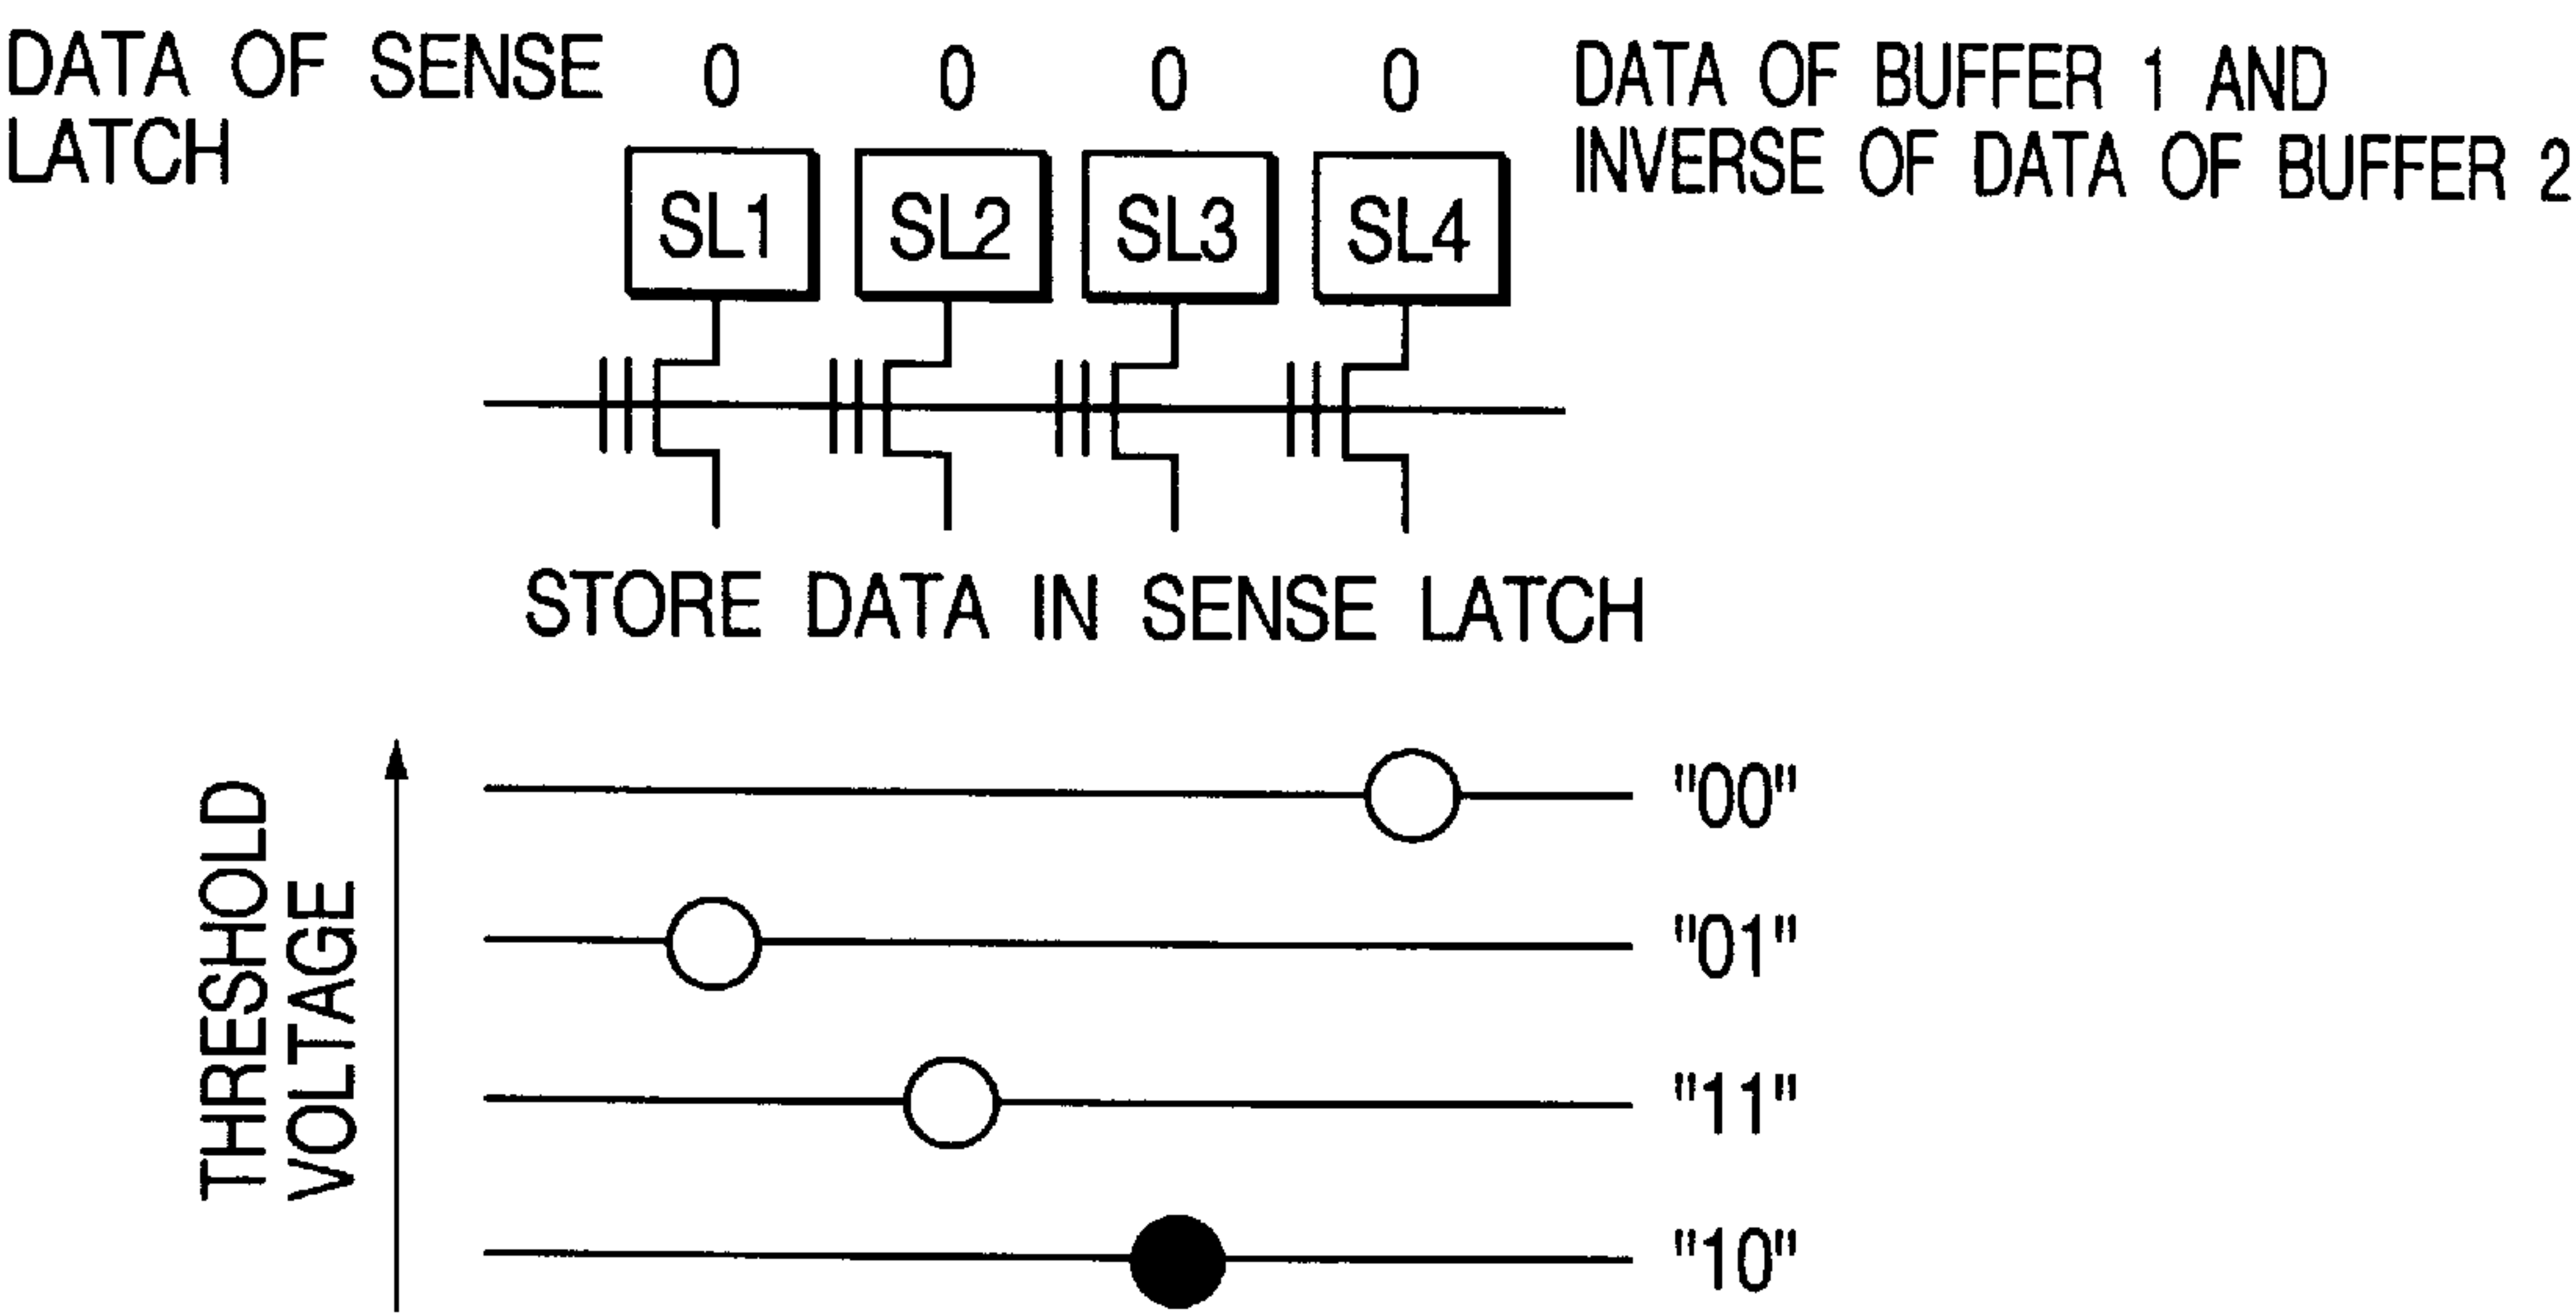 DATA OF SENSE
LATCH
0 0 0 0
DATA OF BUFFER 1 AND
INVERSE OF DATA OF BUFFER 2
SL1 SL2 SL3 SL4
STORE DATA IN SENSE LATCH
THRESHOLD
VOLTAGE
"00"
"01"
"11"
"10"